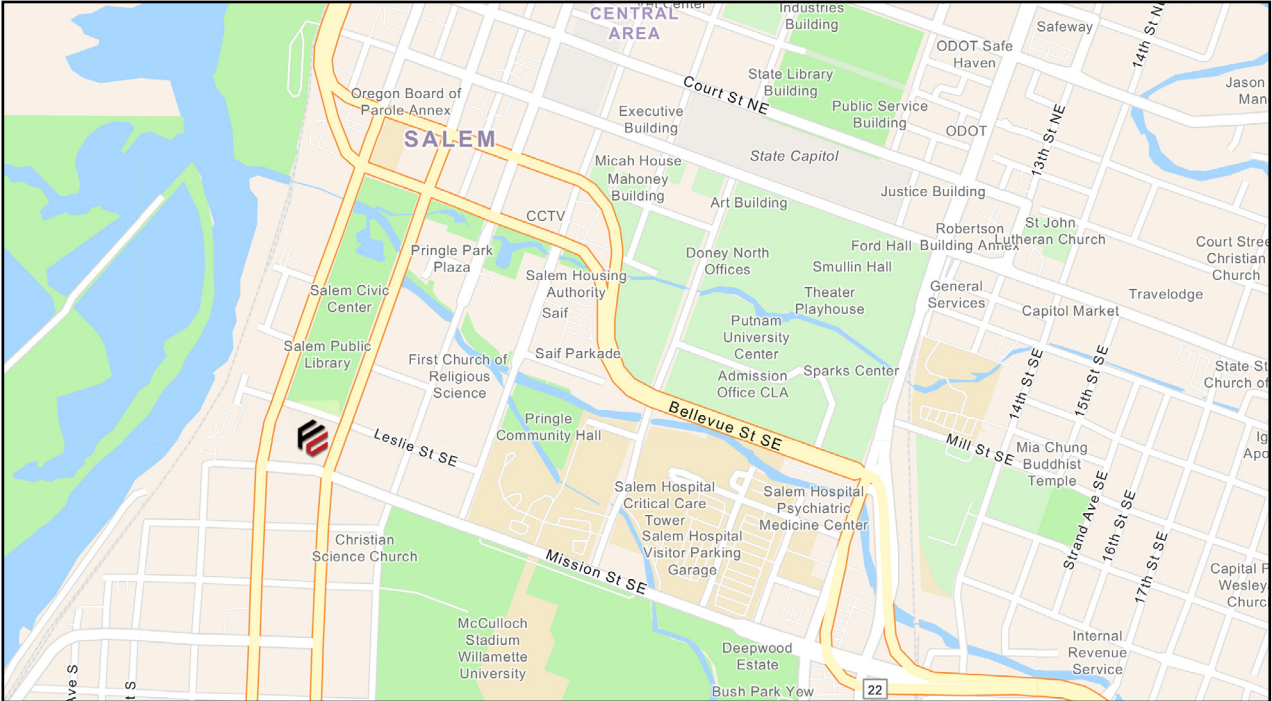 CENTRAL
AREA
Industries
Building
Safeway
14th St NE
ODOT Safe
Haven
State Library
Building
Court St NE
Oregon Board of
Parole Annex
Jason
Public Service
Building
Executive
Building
SALEM
ODOT
13th St NE
State Capitol
Micah House
Mahoney
Building
Justice Building
Art Building
CCTV
Robertson
Building Annex
St John
Lutheran Church
Ford Hall
Smullin Hall
Pringle Park
Plaza
Doney North
Offices
Court Stree
Christian
Church
Salem Housing
Authority
Salem Civic
Center
General
Services
Travelodge
Theater
Playhouse
Capitol Market
Saif
Putnam
University
Center
Salem Public
Library
Saif Parkade
First Church of
Religious
Science
Sparks Center
Admission
Office CLA
14th St SE
15th St SE
State St
Church of
Bellevue St SE
Pringle
Community Hall
Leslie St SE
Mill St SE
Mia Chung
Buddhist
Temple
Salem Hospital
Critical Care
Tower
Salem Hospital
Visitor Parking
Garage
Salem Hospital
Psychiatric
Medicine Center
Strand Ave SE
16th St SE
17th St SE
Christian
Science Church
Mission St SE
Capital P
Wesley
Churc
McCulloch
Stadium
Willamette
University
Deepwood
Estate
Internal
Revenue
Service
Ave S
t S
Bush Park Yew
22